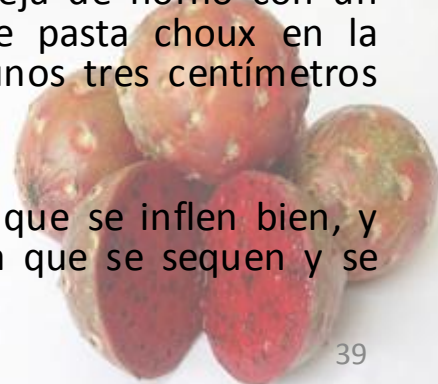 eja de horno con un
e pasta choux en la
unos tres centímetros
que se inflen bien, y
que se sequen y se
39